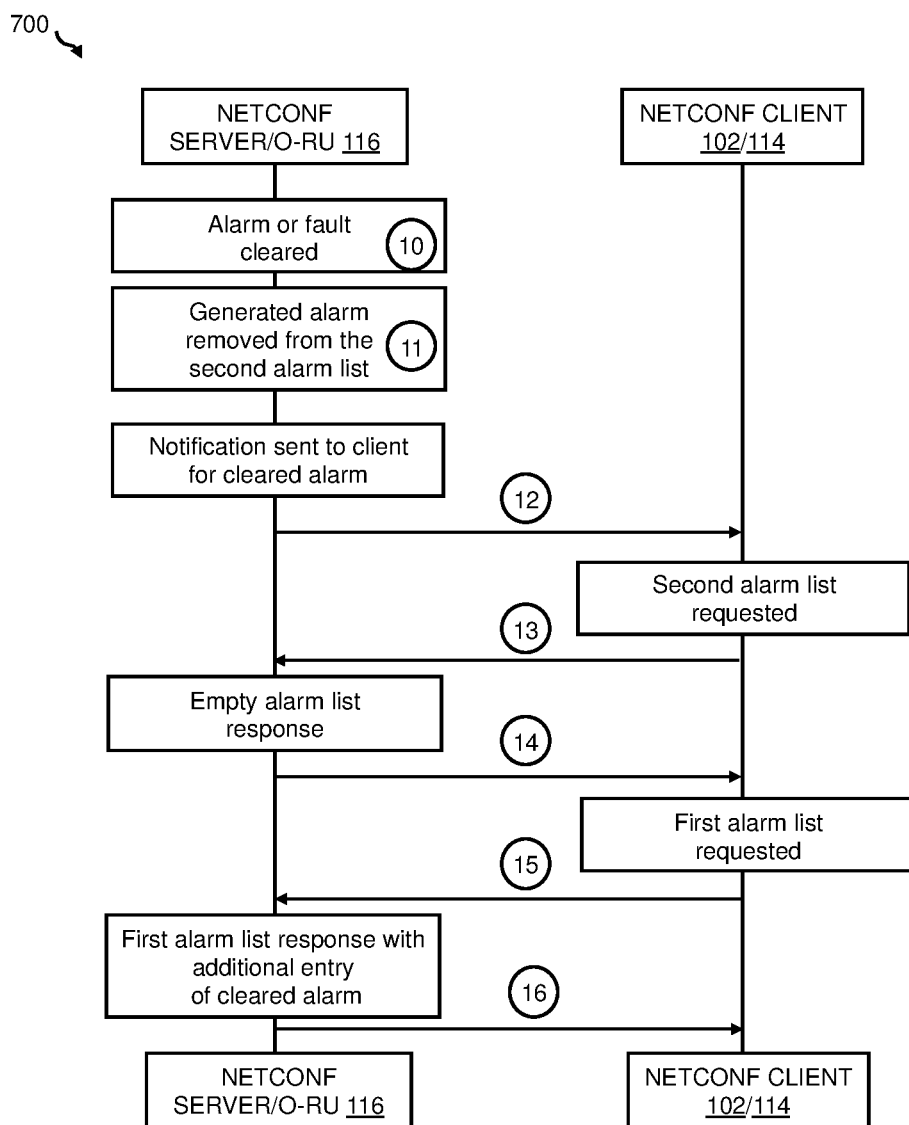 700
NETCONF
SERVER/O-RU 116
NETCONF CLIENT
102/114
Alarm or fault
cleared
10
Generated alarm
removed from the
second alarm list
11
Notification sent to client
for cleared alarm
12
Second alarm list
requested
13
Empty alarm list
response
14
First alarm list
requested
15
First alarm list response with
additional entry
of cleared alarm
16
NETCONF
SERVER/O-RU 116
NETCONF CLIENT
102/114